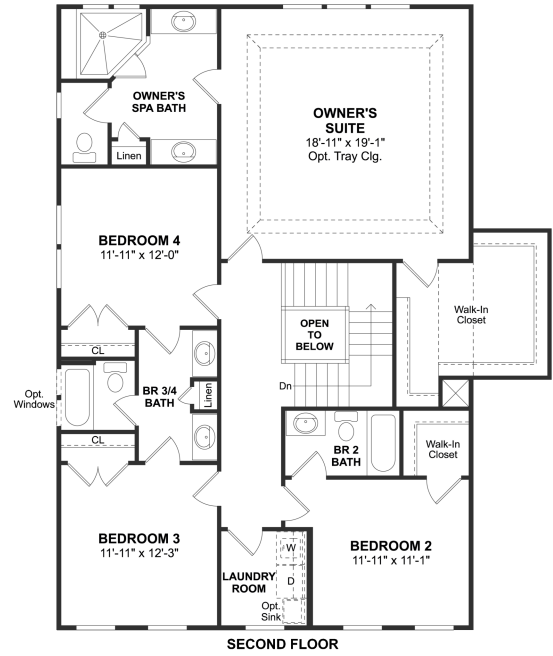 OWNER'S
SPA BATH
Linen
OWNER'S
SUITE
18'-11" x 19'-1"
Opt. Tray Clg.
BEDROOM 4
11'-11" x 12'-0"
Walk-In
Closet
OPEN
TO
BELOW
CL
Dn
Opt.
Windows
BR 3/4
BATH
Linen
CL
BR 2
BATH
Walk-In
Closet
BEDROOM 3
11'-11" x 12'-3"
BEDROOM 2
11'-11" x 11'-1"
W
D
LAUNDRY
ROOM
Opt.
Sink
SECOND FLOOR